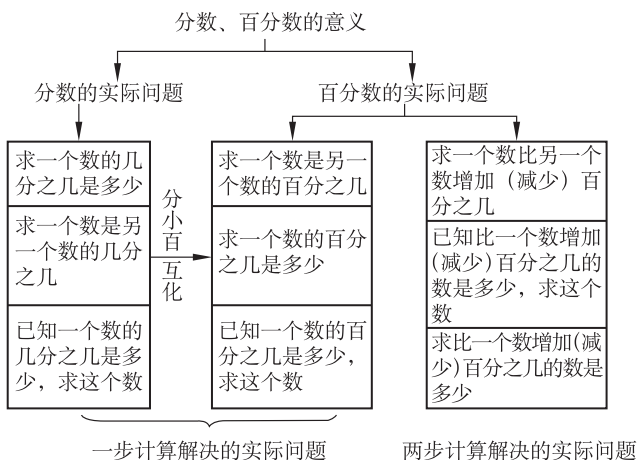 分数、百分数的意义
分数的实际问题
百分数的实际问题
求一个数的几
分之几是多少
求一个数是另
一个数的几分
之几
已知一个数的
几分之几是多
少，求这个数
分
小
百
互
化
求一个数是另一
个数的百分之几
求一个数的百分
之几是多少
已知一个数的百
分之几是多少，
求这个数
求一个数比另一个
数增加（减少）百
分之几
已知比一个数增加
(减少)百分之几的
数是多少，求这个
数
求比一个数增加(减
少)百分之几的数是
多少
一步计算解决的实际问题
两步计算解决的实际问题